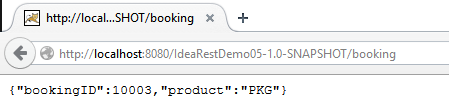 http://local...SHOT/booking
http://localhost:8080/IdeaRestDemo05-1.0-SNAPSHOT/booking
{"bookingID":10003,"product":"PKG"}